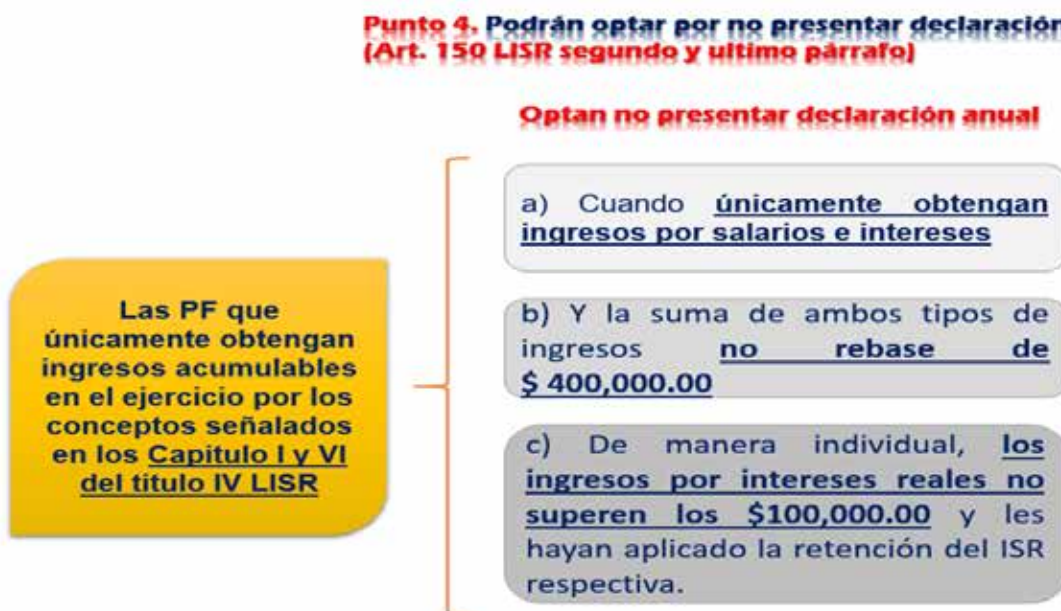 Punto 4. Podrán optar por no presentar declaración
(Art. 150 LISR segundo y ultimo párrafo)
Optan no presentar declaración anual
Las PF que
únicamente obtengan
ingresos acumulables
en el ejercicio por los
conceptos señalados
en los Capitulo I y VI
del titulo IV LISR
a) Cuando únicamente obtengan
ingresos por salarios e intereses
b) Y la suma de ambos tipos de
ingresos no rebase de
$ 400,000.00
c) De manera individual, los
ingresos por intereses reales no
superen los $100,000.00 y les
hayan aplicado la retención del ISR
respectiva.